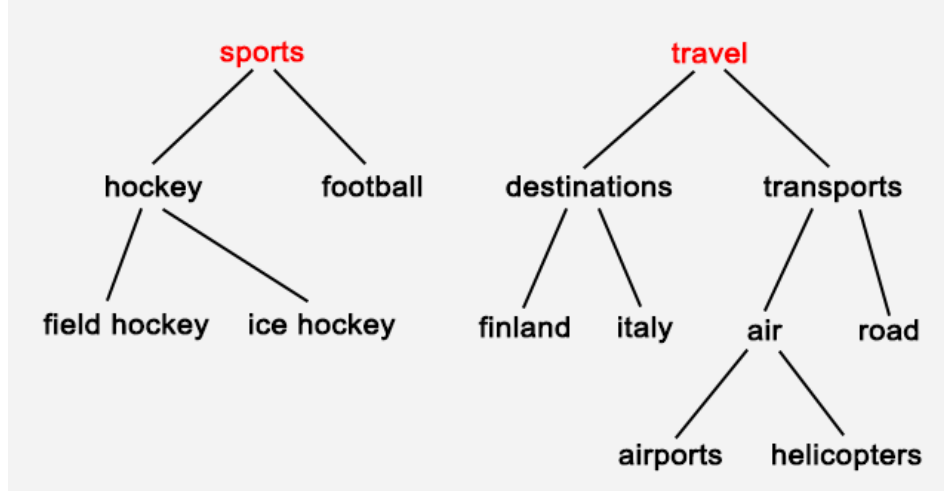 sports travel
hockey football destinations transports
field hockey ice hockey finland italy air road
airports helicopters